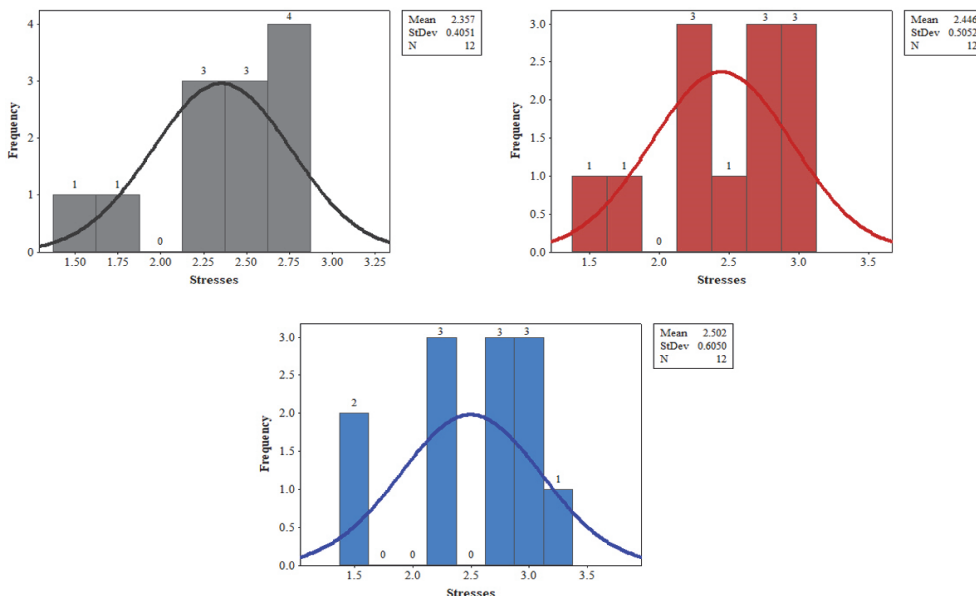 4
3
2
1
0
Frequency
1
1
0
3
3
4
1.50 1.75 2.00 2.25 2.50 2.75 3.00 3.25
Stresses
Mean 2.357
StDev 0.4051
N 12
3.0
2.5
2.0
1.5
1.0
0.5
0.0
Frequency
1
1
0
3
1
3
3
1.5 2.0 2.5 3.0 3.5
Stresses
Mean 2.446
StDev 0.5052
N 12
3.0
2.5
2.0
1.5
1.0
0.5
0.0
Frequency
2
0
0
3
0
3
3
1
1.5 2.0 2.5 3.0 3.5
Stresses
Mean 2.502
StDev 0.6050
N 12